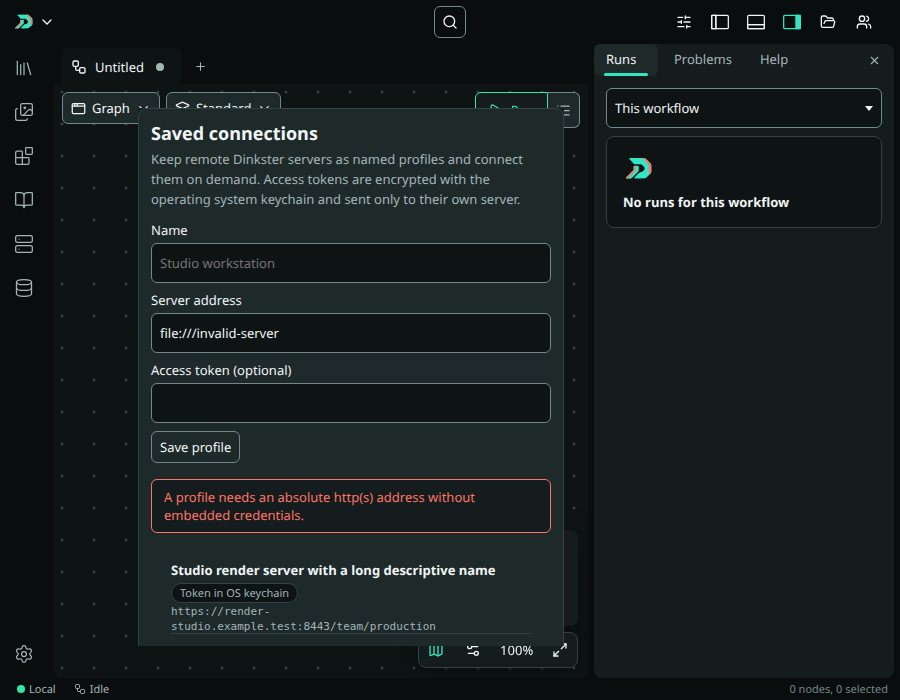 Untitled
Graph
Standard
Saved connections
Keep remote Dinkster servers as named profiles and connect
them on demand. Access tokens are encrypted with the
operating system keychain and sent only to their own server.
Name
Studio workstation
Server address
file:///invalid-server
Access token (optional)
Save profile
A profile needs an absolute http(s) address without
embedded credentials.
Studio render server with a long descriptive name
Token in OS keychain
https://render-
studio.example.test:8443/team/production
100%
Runs
Problems
Help
This workflow
No runs for this workflow
Local
Idle
0 nodes, 0 selected